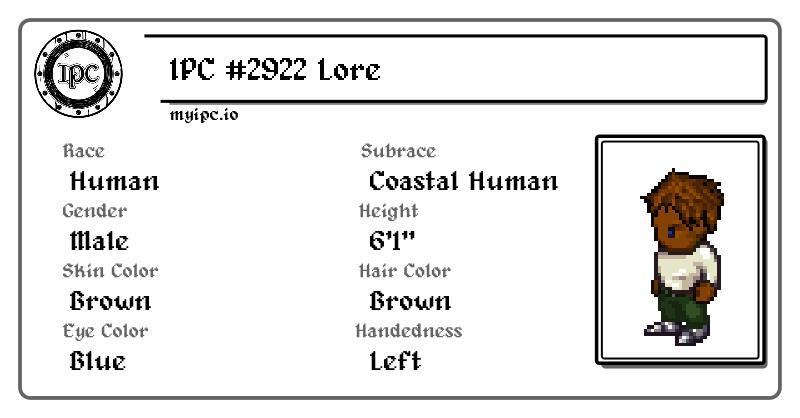 IPC
IPC #2922 Lore
myipc.io
Race
Human
Subrace
Coastal Human
Gender
Male
Height
6'1"
Skin Color
Brown
Hair Color
Brown
Eye Color
Blue
Handedness
Left